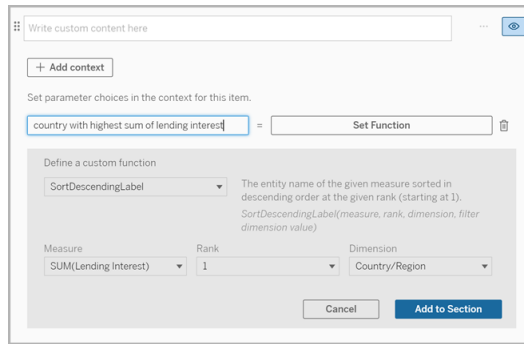 Write custom content here
+ Add context
Set parameter choices in the context for this item.
country with highest sum of lending interest
=
Set Function
Define a custom function
SortDescendingLabel
The entity name of the given measure sorted in
descending order at the given rank (starting at 1).
SortDescendingLabel(measure, rank, dimension, filter
dimension value)
Measure
Rank
Dimension
SUM(Lending Interest)
1
Country/Region
Cancel
Add to Section